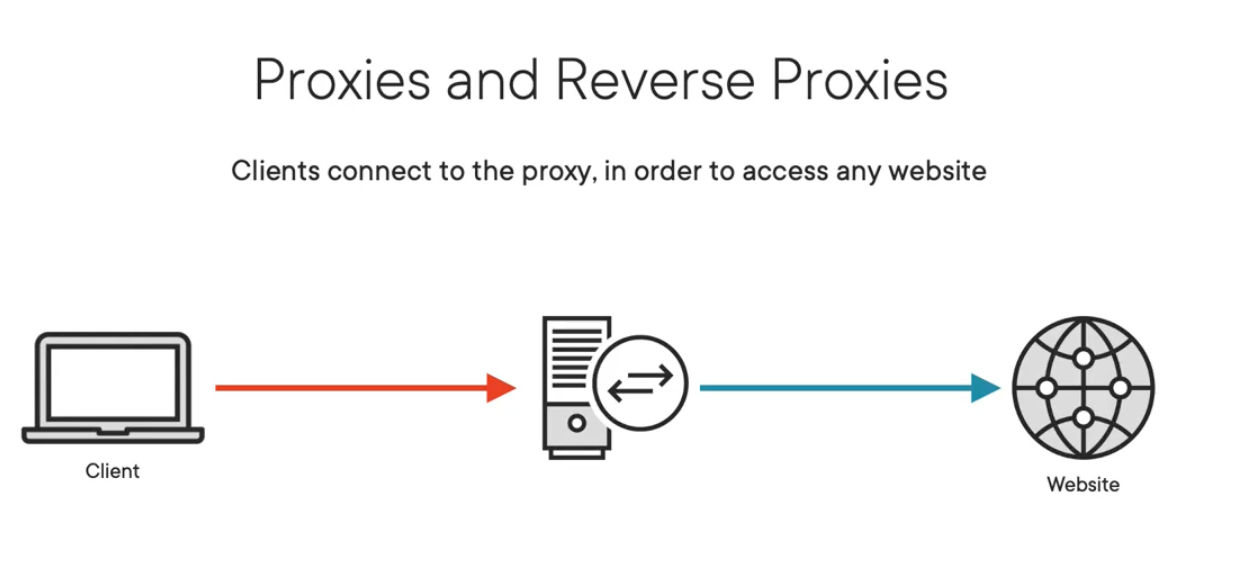 Proxies and Reverse Proxies
Clients connect to the proxy, in order to access any website
Client
Website